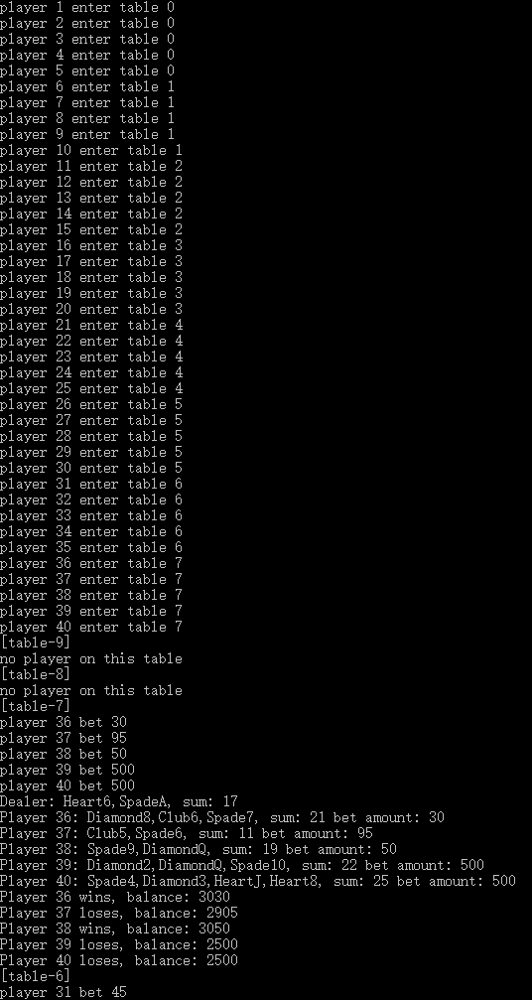 player 1 enter table 0
player 2 enter table 0
player 3 enter table 0
player 4 enter table 0
player 5 enter table 0
player 6 enter table 1
player 7 enter table 1
player 8 enter table 1
player 9 enter table 1
player 10 enter table 1
player 11 enter table 2
player 12 enter table 2
player 13 enter table 2
player 14 enter table 2
player 15 enter table 2
player 16 enter table 3
player 17 enter table 3
player 18 enter table 3
player 19 enter table 3
player 20 enter table 3
player 21 enter table 4
player 22 enter table 4
player 23 enter table 4
player 24 enter table 4
player 25 enter table 4
player 26 enter table 5
player 27 enter table 5
player 28 enter table 5
player 29 enter table 5
player 30 enter table 5
player 31 enter table 6
player 32 enter table 6
player 33 enter table 6
player 34 enter table 6
player 35 enter table 6
player 36 enter table 7
player 37 enter table 7
player 38 enter table 7
player 39 enter table 7
player 40 enter table 7
[table-9]
no player on this table
[table-8]
no player on this table
[table-7]
player 36 bet 30
player 37 bet 95
player 38 bet 50
player 39 bet 500
player 40 bet 500
Dealer: Heart6,SpadeA, sum: 17
Player 36: Diamond8,Club6,Spade7, sum: 21 bet amount: 30
Player 37: Club5,Spade6, sum: 11 bet amount: 95
Player 38: Spade9,DiamondQ, sum: 19 bet amount: 50
Player 39: Diamond2,DiamondQ,Spade10, sum: 22 bet amount: 500
Player 40: Spade4,Diamond3,HeartJ,Heart8, sum: 25 bet amount: 500
Player 36 wins, balance: 3030
Player 37 loses, balance: 2905
Player 38 wins, balance: 3050
Player 39 loses, balance: 2500
Player 40 loses, balance: 2500
[table-6]
player 31 bet 45